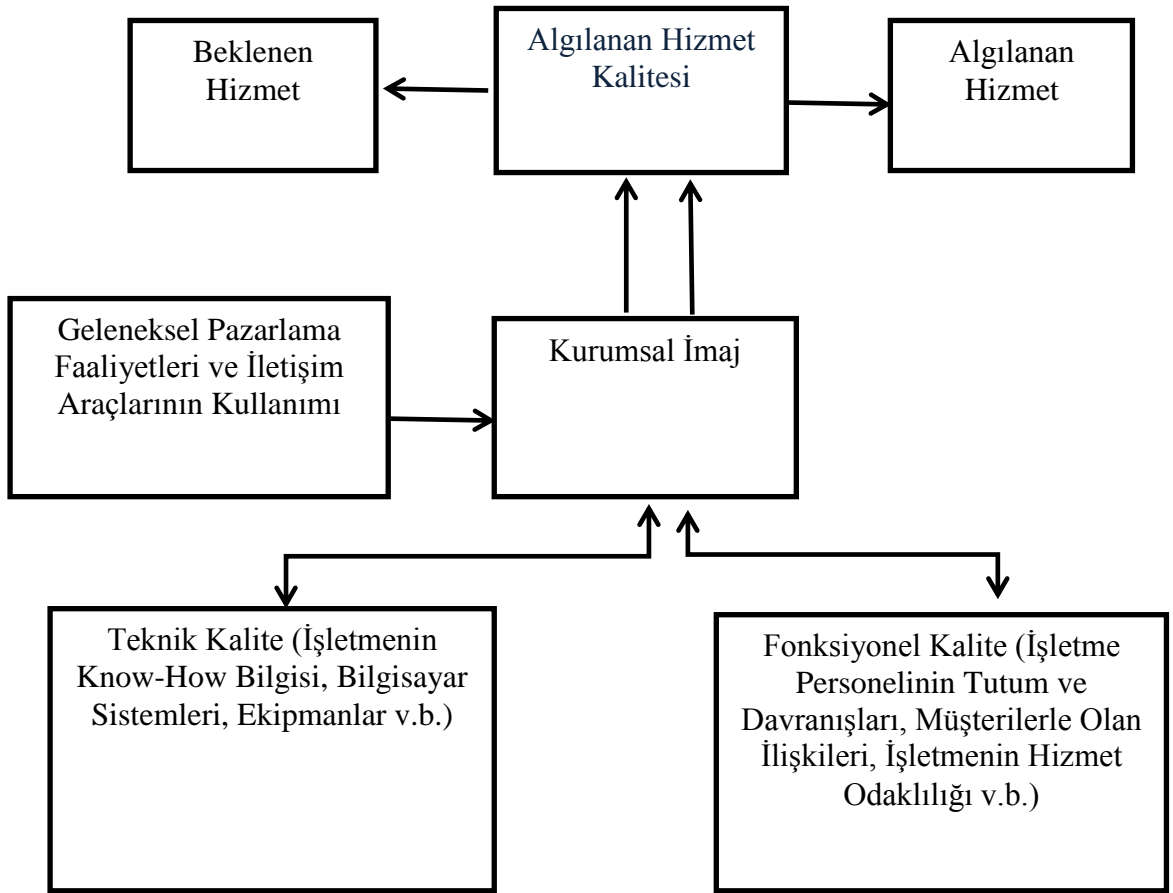 Beklenen
Hizmet
Algılanan Hizmet
Kalitesi
Algılanan
Hizmet
Geleneksel Pazarlama
Faaliyetleri ve İletişim
Araçlarının Kullanımı
Kurumsal İmaj
Teknik Kalite (İşletmenin
Know-How Bilgisi, Bilgisayar
Sistemleri, Ekipmanlar v.b.)
Fonksiyonel Kalite (İşletme
Personelinin Tutum ve
Davranışları, Müşterilerle Olan
İlişkileri, İşletmenin Hizmet
Odaklılığı v.b.)